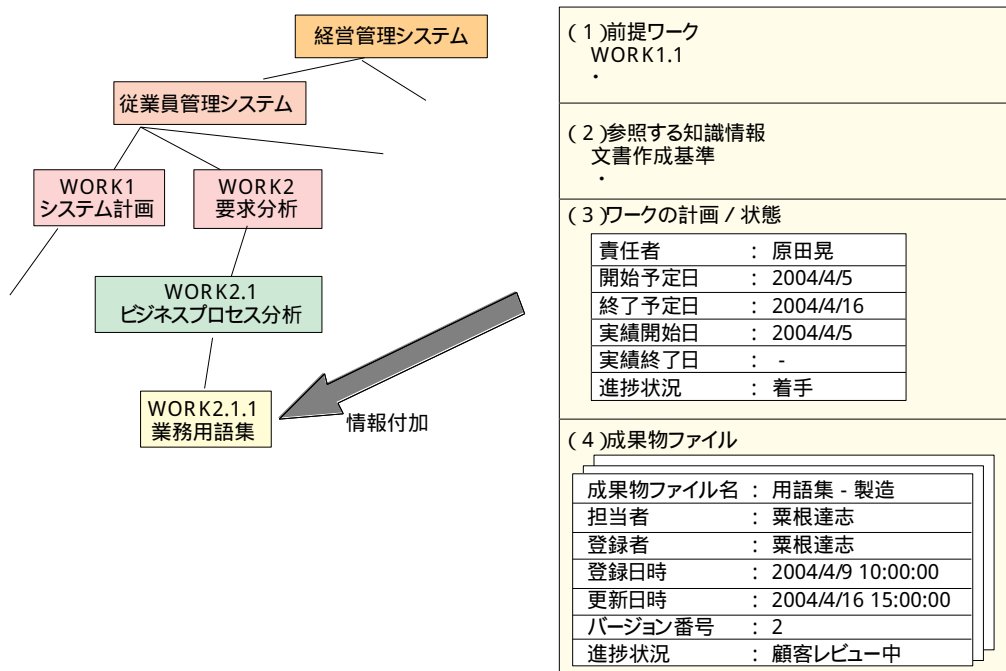 経営管理システム
従業員管理システム
WORK1
システム計画
WORK2
要求分析
WORK2.1
ビジネスプロセス分析
WORK2.1.1
業務用語集
情報付加
(1)前提ワーク
WORK1.1
・
(2)参照する知識情報
文書作成基準
・
(3)ワークの計画/状態
責任者 : 原田晃
開始予定日 : 2004/4/5
終了予定日 : 2004/4/16
実績開始日 : 2004/4/5
実績終了日 : -
進捗状況 : 着手
(4)成果物ファイル
成果物ファイル名 : 用語集 - 製造
担当者 : 粟根達志
登録者 : 粟根達志
登録日時 : 2004/4/9 10:00:00
更新日時 : 2004/4/16 15:00:00
バージョン番号 : 2
進捗状況 : 顧客レビュー中